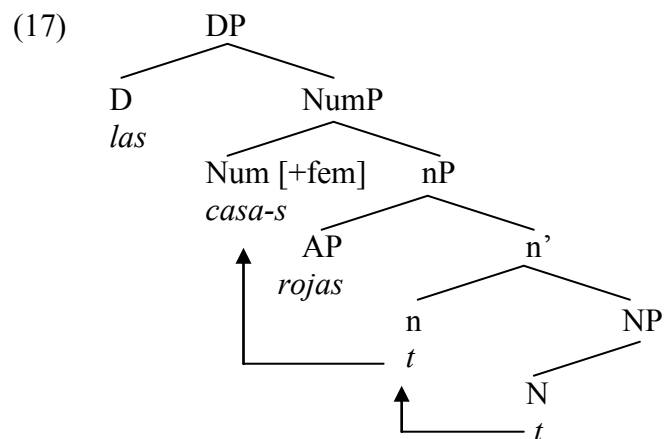 (17) DP
D NumP
las
Num [+fem] nP
casa-s
AP n’
rojas
n NP
t
N
t